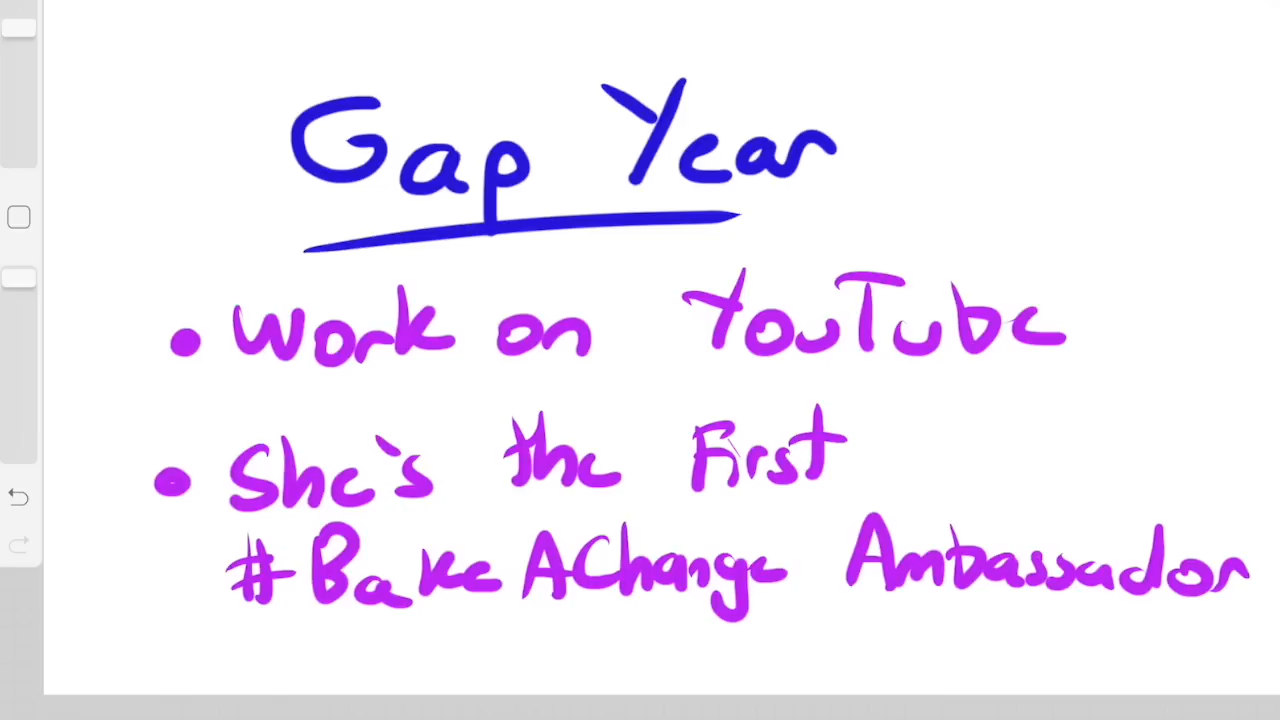 Gap Year
• Work on YouTube
• She's the First
#BakeAChange Ambassador